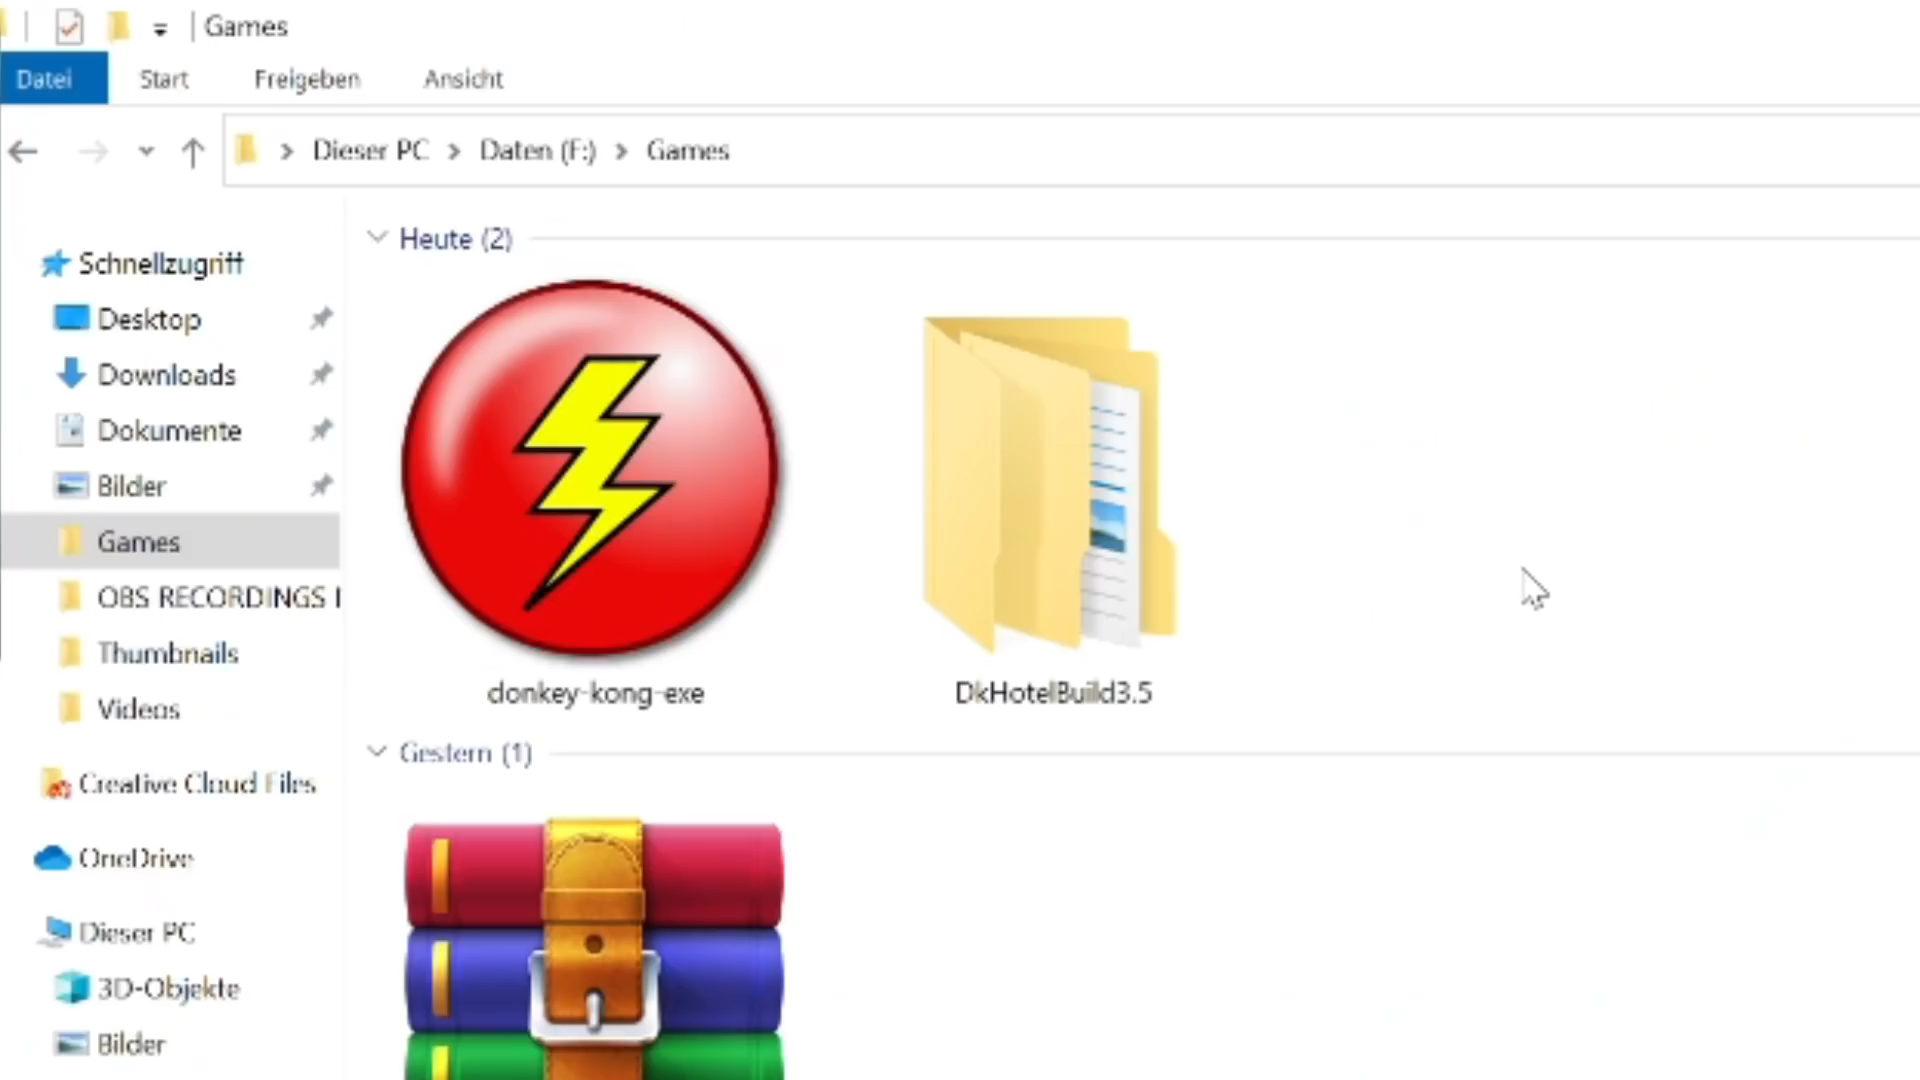 Games
Datei Start Freigeben Ansicht
Dieser PC Daten (F:) Games
Schnellzugriff
Desktop
Downloads
Dokumente
Bilder
Games
OBS RECORDINGS
Thumbnails
Videos
Creative Cloud Files
OneDrive
Dieser PC
3D-Objekte
Bilder
Heute (2)
donkey-kong-exe
DkHotelBuild3.5
Gestern (1)